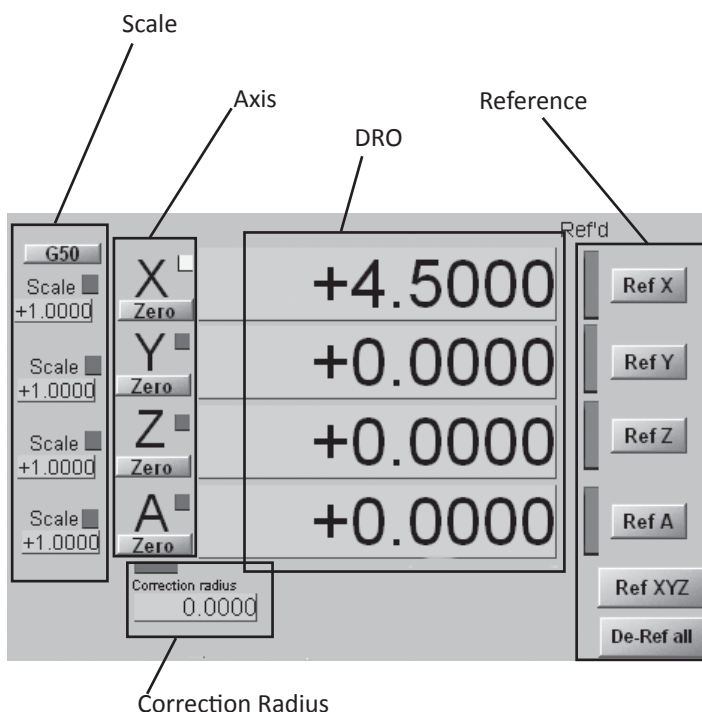 Scale
Axis
Reference
DRO
Ref'd
G50
Scale
+1.0000
X
Zero
+4.5000
Ref X
Scale
+1.0000
Y
Zero
+0.0000
Ref Y
Scale
+1.0000
Z
Zero
+0.0000
Ref Z
Scale
+1.0000
A
Zero
+0.0000
Ref A
Correction radius
0.0000
Ref XYZ
De-Ref all
Correction Radius